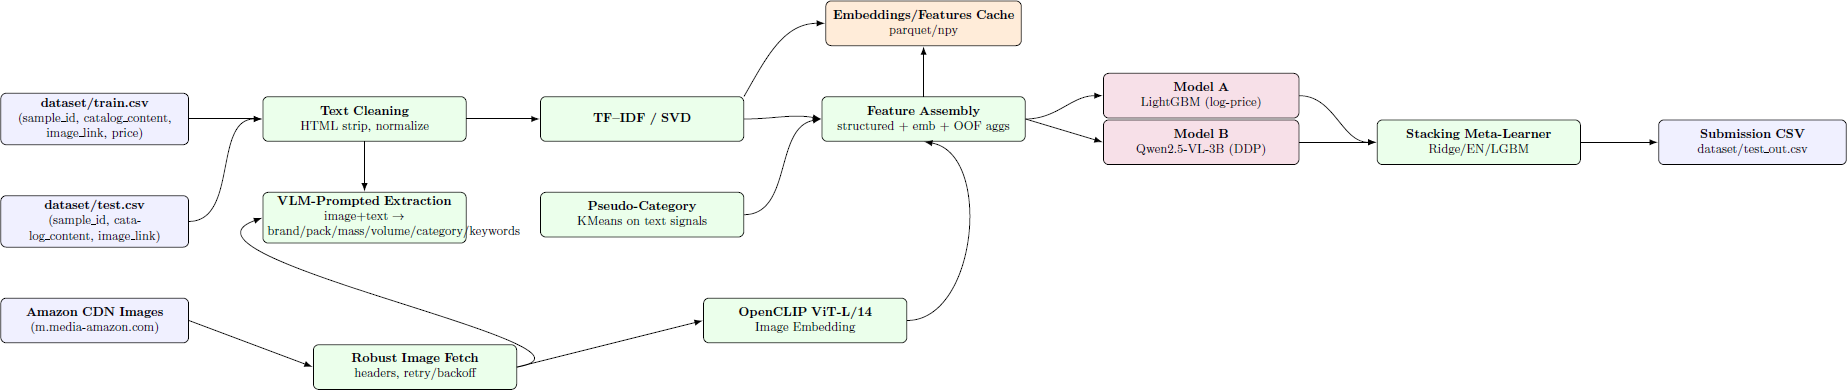 Embeddings/Features Cache
parquet/npy
dataset/train.csv
(sample_id, catalog_content,
image_link, price)
Text Cleaning
HTML strip, normalize
TF–IDF / SVD
Feature Assembly
structured + emb + OOF aggs
Model A
LightGBM (log-price)
Model B
Qwen2.5-VL-3B (DDP)
Stacking Meta-Learner
Ridge/EN/LGBM
Submission CSV
dataset/test_out.csv
dataset/test.csv
(sample_id, cata-
log_content, image_link)
VLM-Prompted Extraction
image+text →
brand/pack/mass/volume/category/keywords
Pseudo-Category
KMeans on text signals
Amazon CDN Images
(m.media-amazon.com)
OpenCLIP ViT-L/14
Image Embedding
Robust Image Fetch
headers, retry/backoff